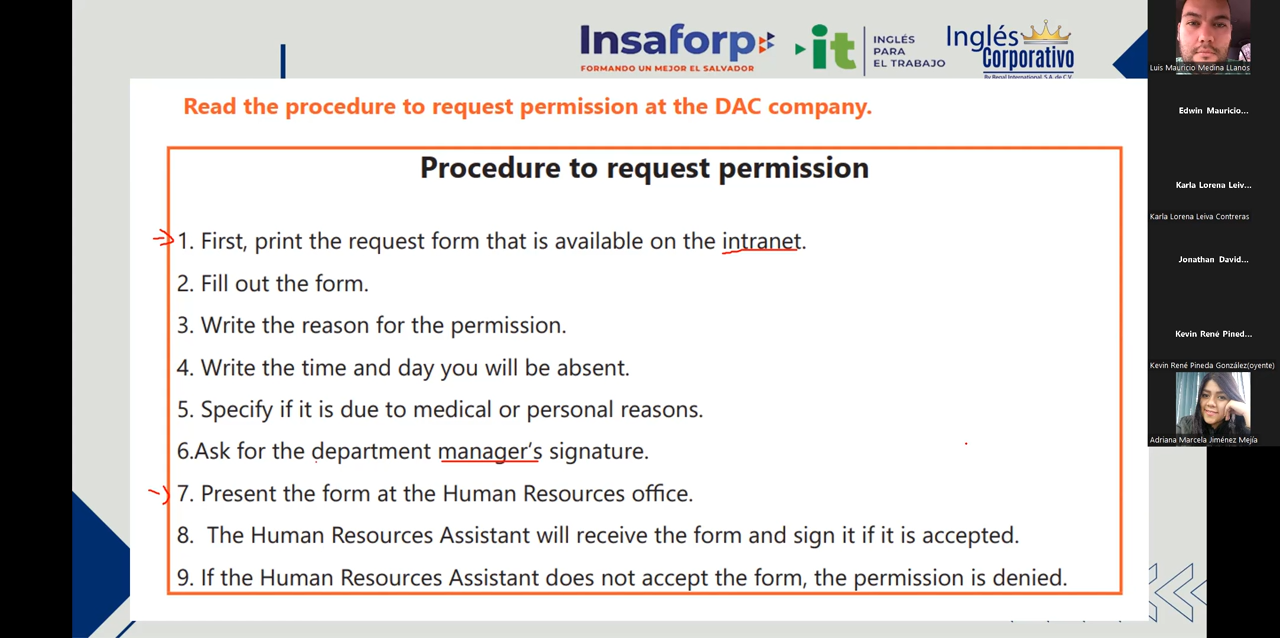 Insaforp
FORMANDO UN MEJOR EL SALVADOR
it
INGLÉS
PARA
EL TRABAJO
Inglés
Corporativo
By Renal International, S.A. de C.V.
Read the procedure to request permission at the DAC company.
Procedure to request permission
1. First, print the request form that is available on the intranet.
2. Fill out the form.
3. Write the reason for the permission.
4. Write the time and day you will be absent.
5. Specify if it is due to medical or personal reasons.
6.Ask for the department manager's signature.
7. Present the form at the Human Resources office.
8. The Human Resources Assistant will receive the form and sign it if it is accepted.
9. If the Human Resources Assistant does not accept the form, the permission is denied.
Luis Mauricio Medina LLanos
Edwin Mauricio...
Karla Lorena Leiv...
Karla Lorena Leiva Contreras
Jonathan David...
Kevin René Pined...
Kevin René Pineda González(oyente)
Adriana Marcela Jiménez Mejía